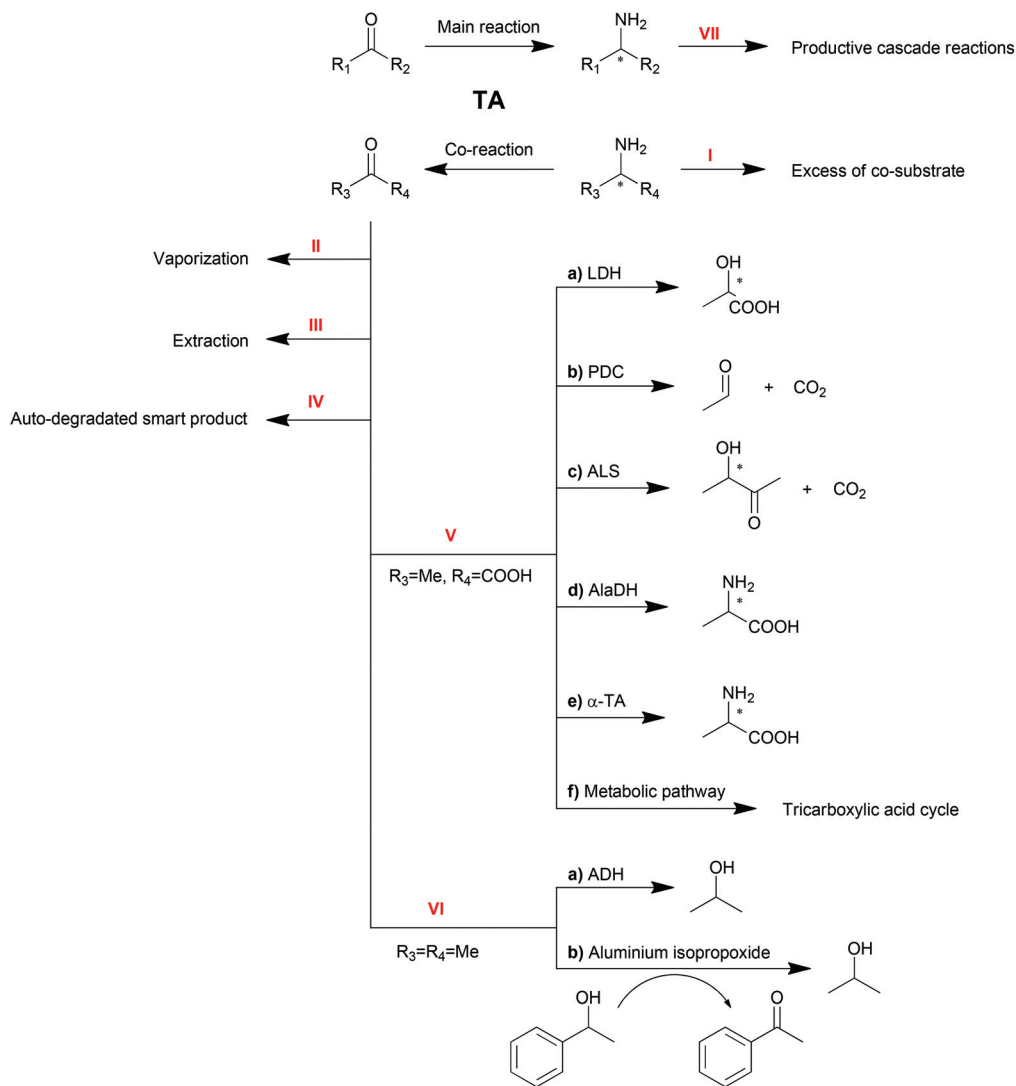 O
R1 R2
Main reaction
NH2
R1 * R2
VII
Productive cascade reactions
TA
O
R3 R4
Co-reaction
NH2
R3 * R4
I
Excess of co-substrate
II
Vaporization
III
Extraction
IV
Auto-degradated smart product
V
R3=Me, R4=COOH
a) LDH
OH
*
COOH
b) PDC
O
+ CO2
c) ALS
OH
*
O
+ CO2
d) AlaDH
NH2
*
COOH
e) α-TA
NH2
*
COOH
f) Metabolic pathway
Tricarboxylic acid cycle
VI
R3=R4=Me
a) ADH
OH
b) Aluminium isopropoxide
OH
OH
O